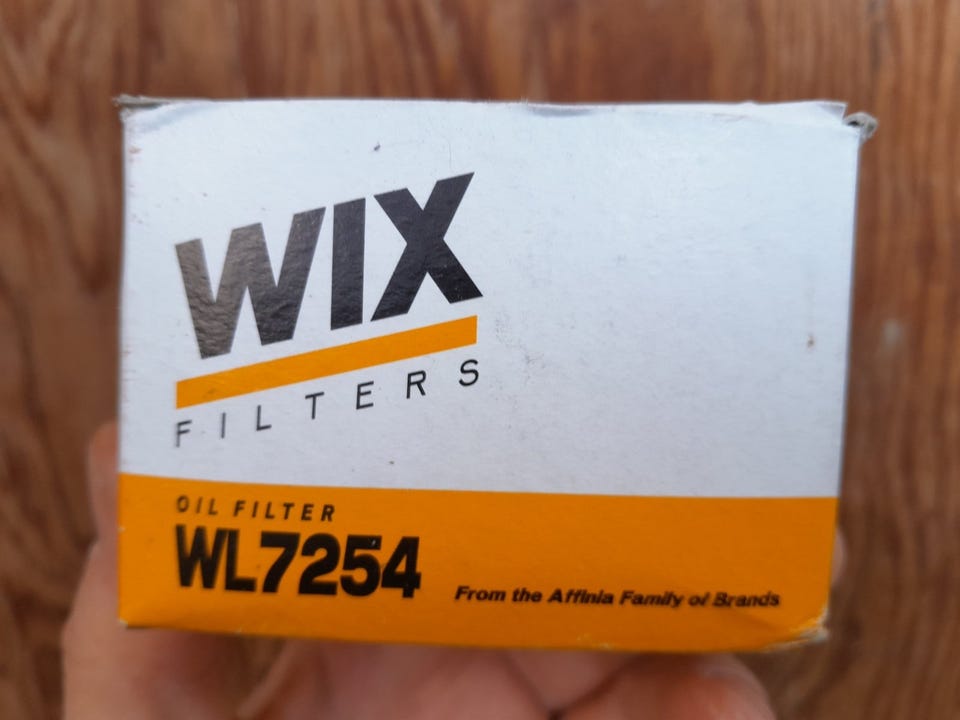 WIX
FILTERS
OIL FILTER
WL7254
From the Affinia Family of Brands